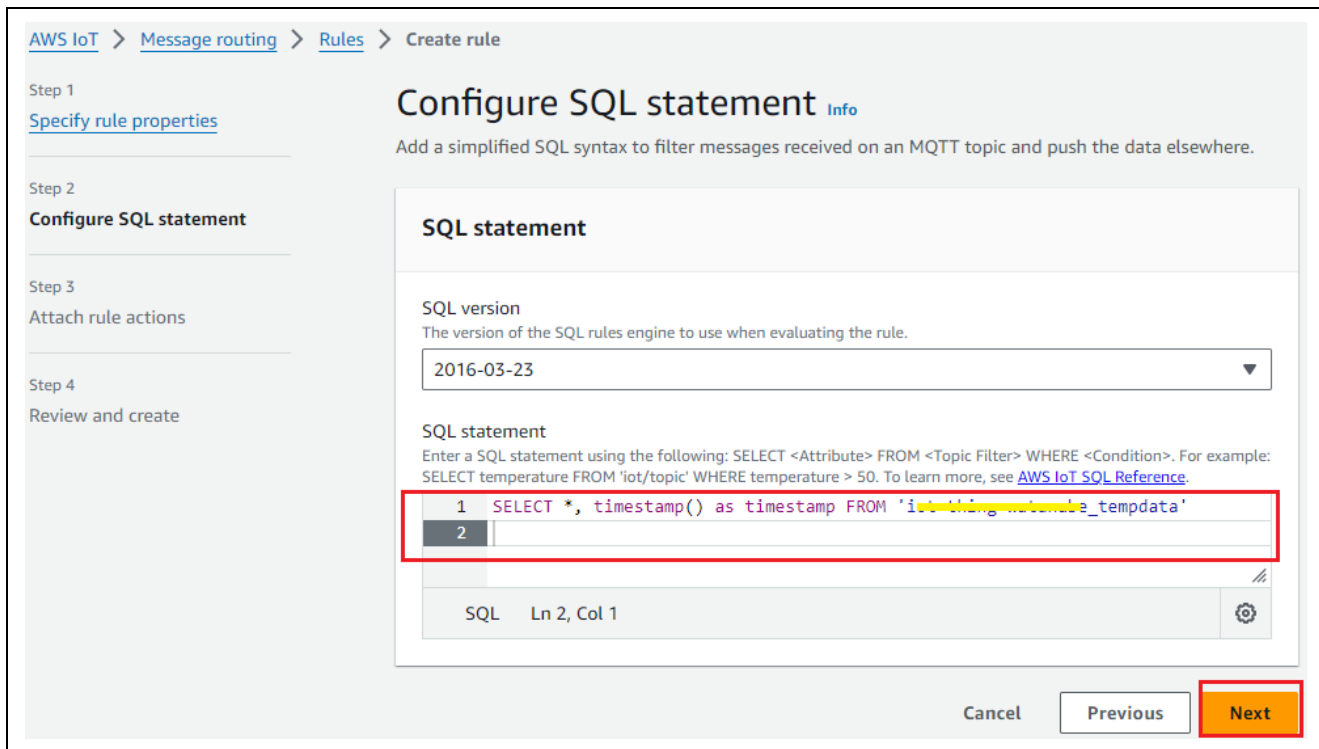 AWS IoT > Message routing > Rules > Create rule
Step 1
Specify rule properties
Step 2
Configure SQL statement
Step 3
Attach rule actions
Step 4
Review and create
Configure SQL statement Info
Add a simplified SQL syntax to filter messages received on an MQTT topic and push the data elsewhere.
SQL statement
SQL version
The version of the SQL rules engine to use when evaluating the rule.
2016-03-23
SQL statement
Enter a SQL statement using the following: SELECT <Attribute> FROM <Topic Filter> WHERE <Condition>. For example:
SELECT temperature FROM 'iot/topic' WHERE temperature > 50. To learn more, see AWS IoT SQL Reference.
1 SELECT *, timestamp() as timestamp FROM 'i e_tempdata'
2
SQL Ln 2, Col 1
Cancel Previous Next